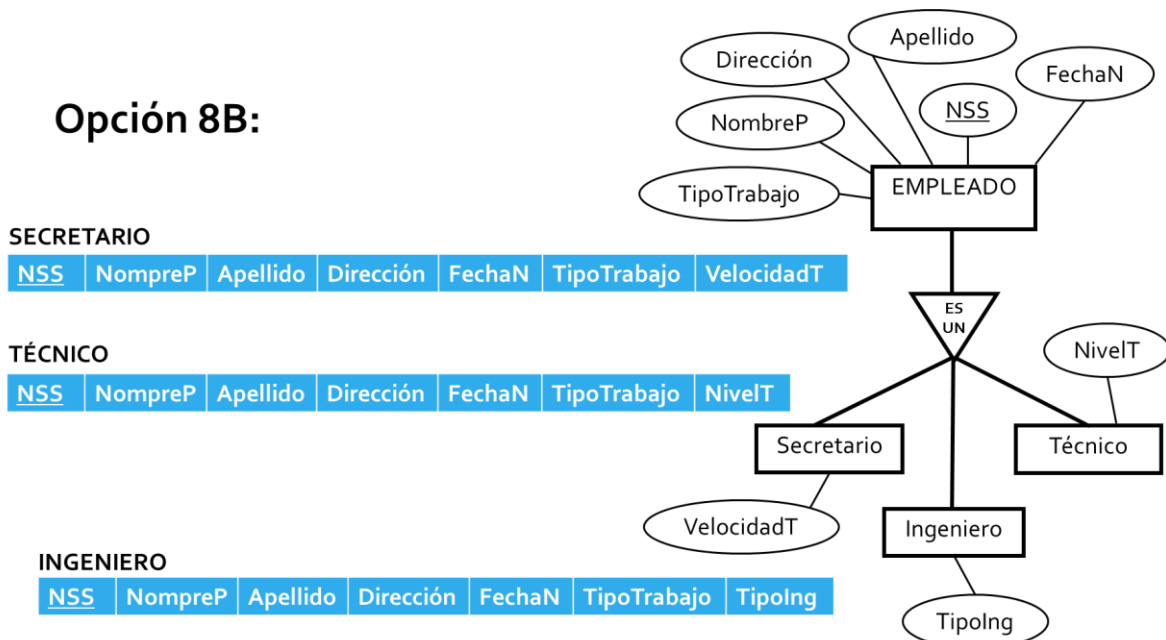 Opción 8B:
SECRETARIO
NSS NompreP Apellido Dirección FechaN TipoTrabajo VelocidadT
TÉCNICO
NSS NompreP Apellido Dirección FechaN TipoTrabajo NivelT
INGENIERO
NSS NompreP Apellido Dirección FechaN TipoTrabajo TipoIng
Apellido
Dirección
FechaN
NSS
NombreP
TipoTrabajo
EMPLEADO
ES
UN
NivelT
Secretario
Técnico
VelocidadT
Ingeniero
TipoIng